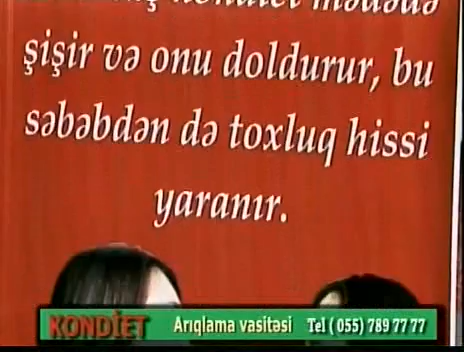 mədədə
şişir və onu doldurur, bu
səbəbdən də toxluq hissi
yaranır.
KONDİET Arıqlama vasitəsi Tel ( 055) 789 77 77